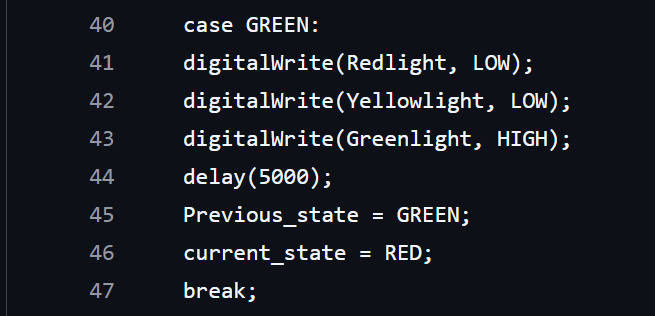 40 case GREEN:
41 digitalWrite(Redlight, LOW);
42 digitalWrite(Yellowlight, LOW);
43 digitalWrite(Greenlight, HIGH);
44 delay(5000);
45 Previous_state = GREEN;
46 current_state = RED;
47 break;